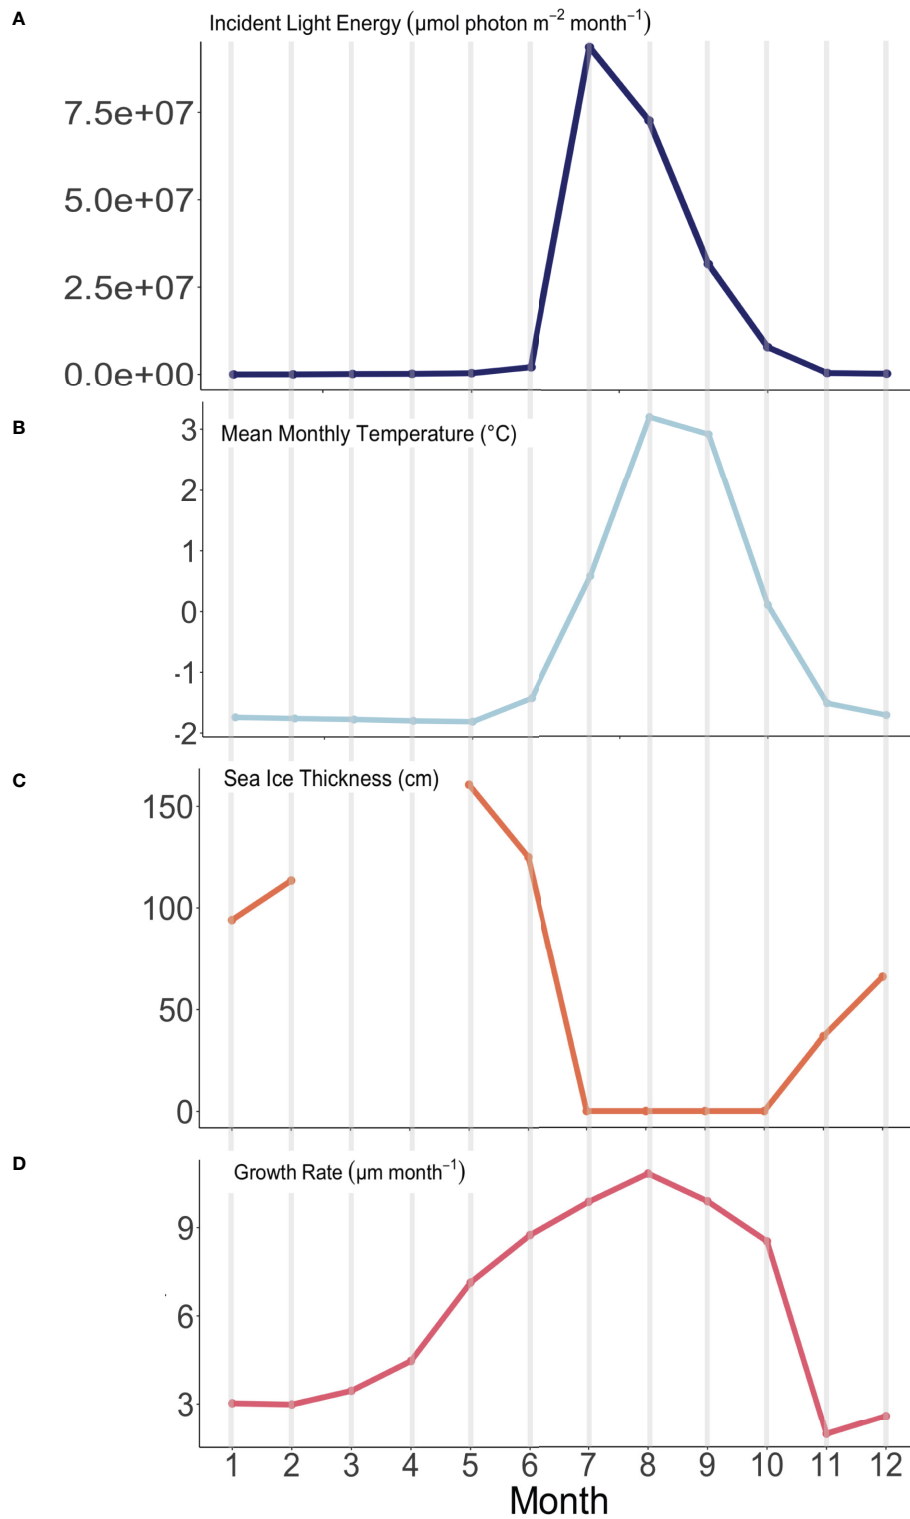 A
Incident Light Energy (µmol photon m⁻² month⁻¹)
7.5e+07
5.0e+07
2.5e+07
0.0e+00
B
Mean Monthly Temperature (°C)
3
2
1
0
-1
-2
C
Sea Ice Thickness (cm)
150
100
50
0
D
Growth Rate (µm month⁻¹)
9
6
3
1 2 3 4 5 6 7 8 9 10 11 12
Month